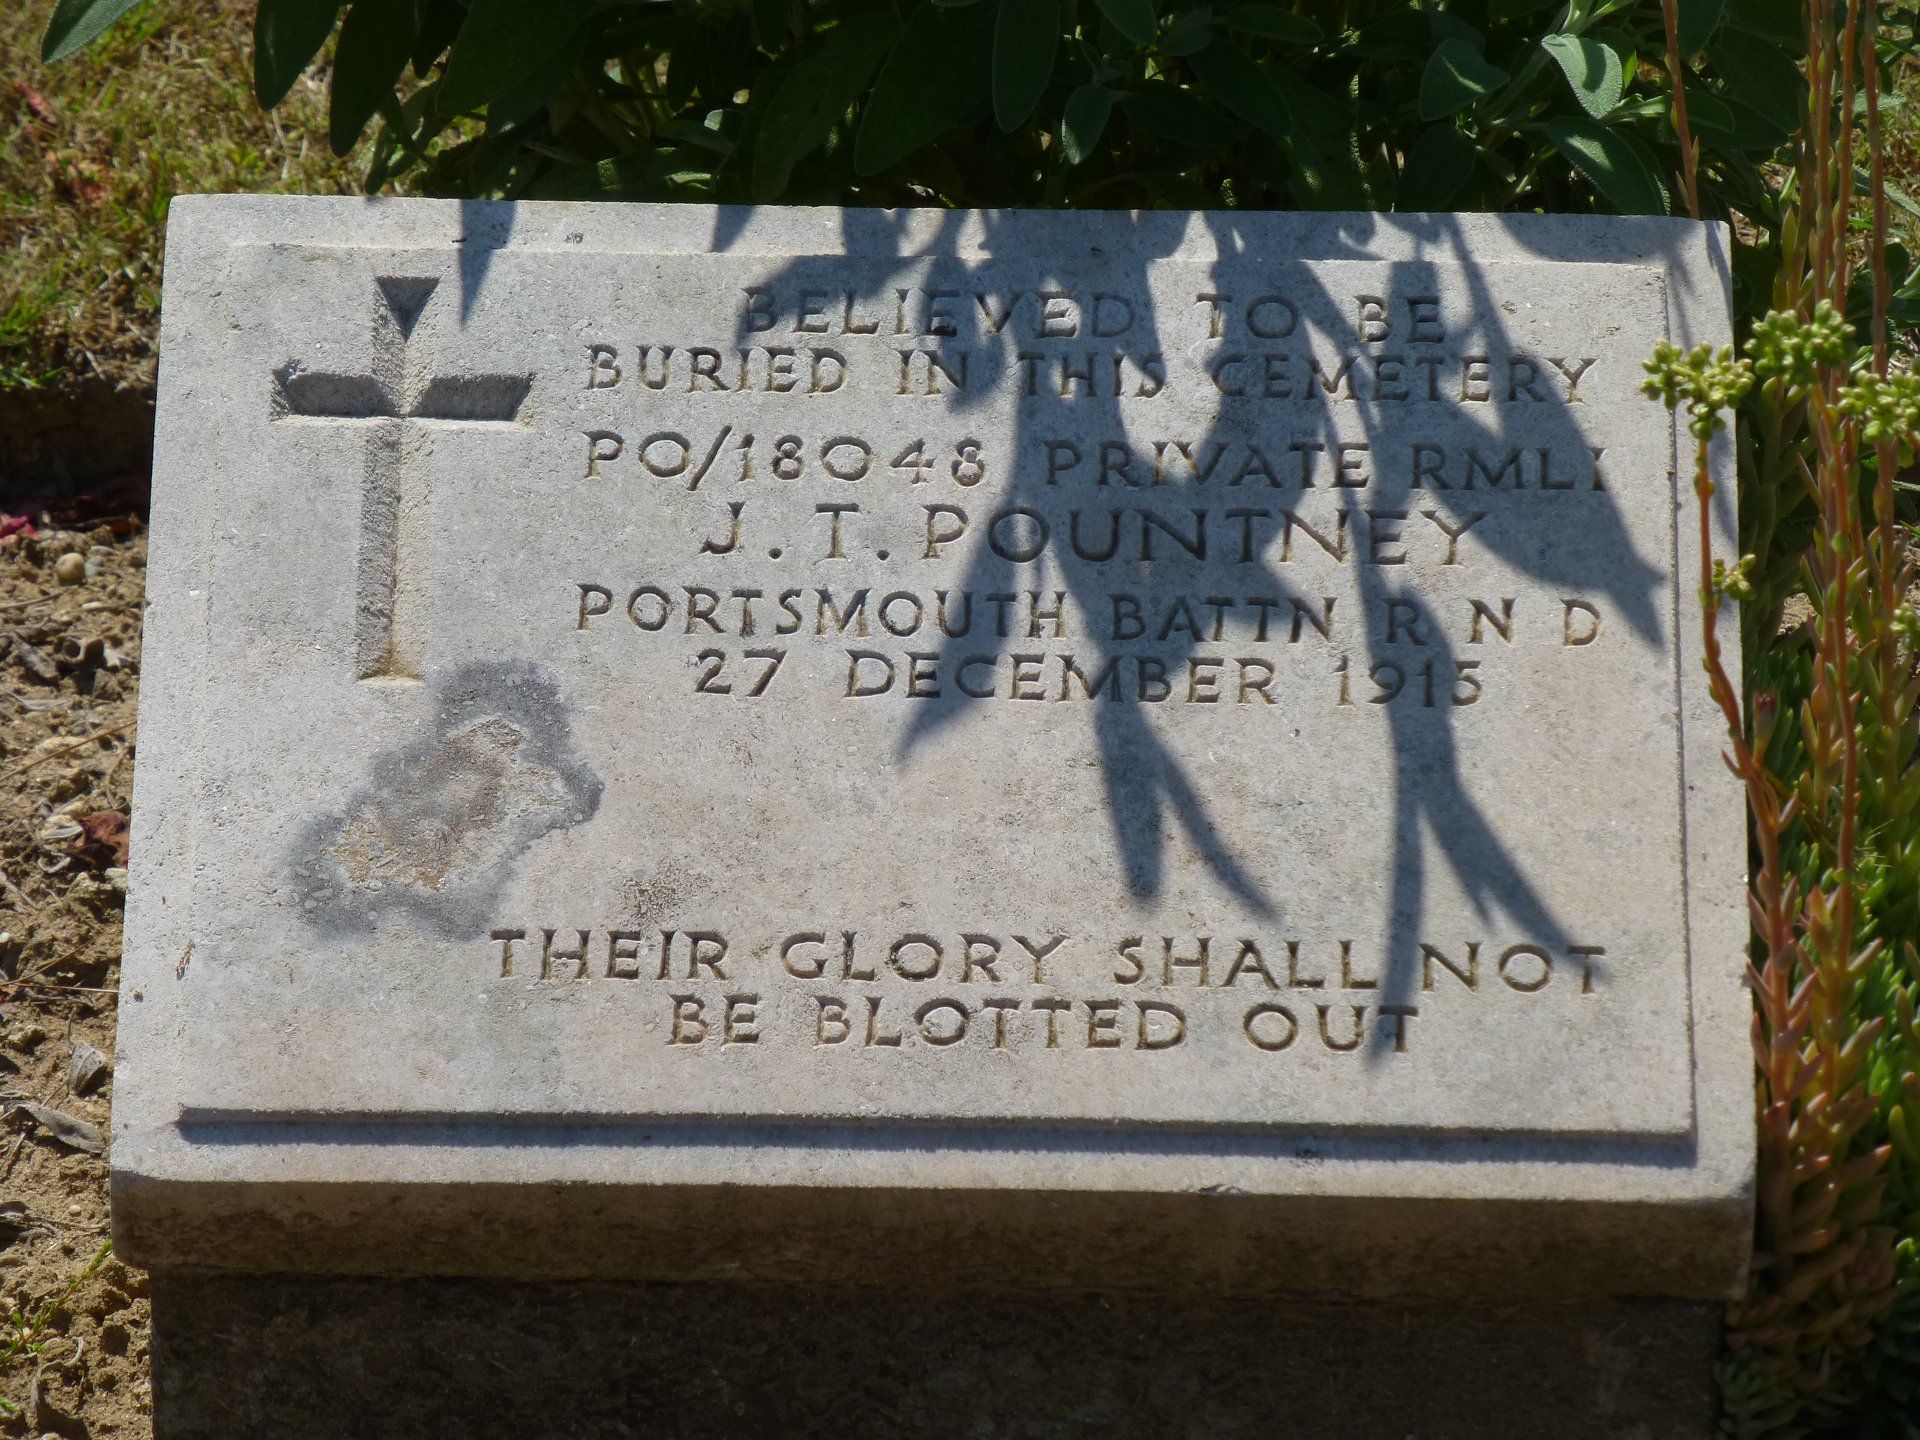 BELIEVED TO BE
BURIED IN THIS CEMETERY
PO/18048 PRIVATE RMLI
J. T. POUNTNEY
PORTSMOUTH BATTN R N D
27 DECEMBER 1915
THEIR GLORY SHALL NOT
BE BLOTTED OUT